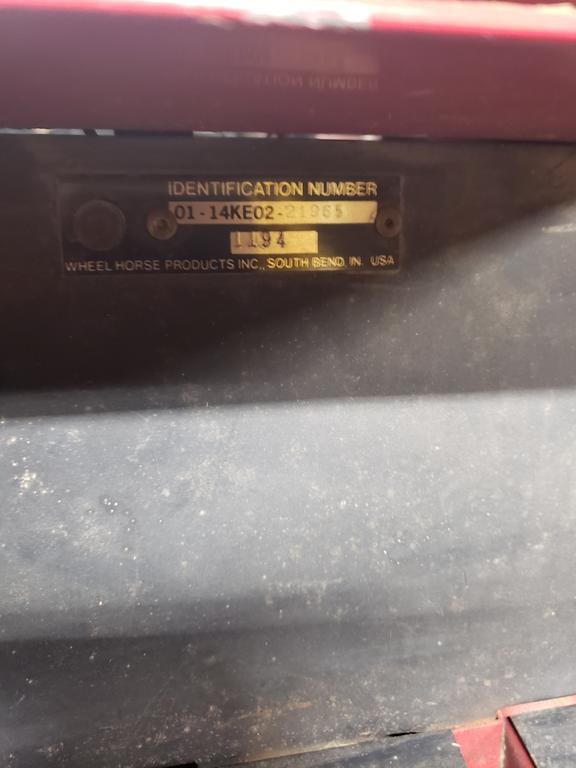 IDENTIFICATION NUMBER
01-14KE02-21965
1194
WHEEL HORSE PRODUCTS INC., SOUTH BEND, IN. USA